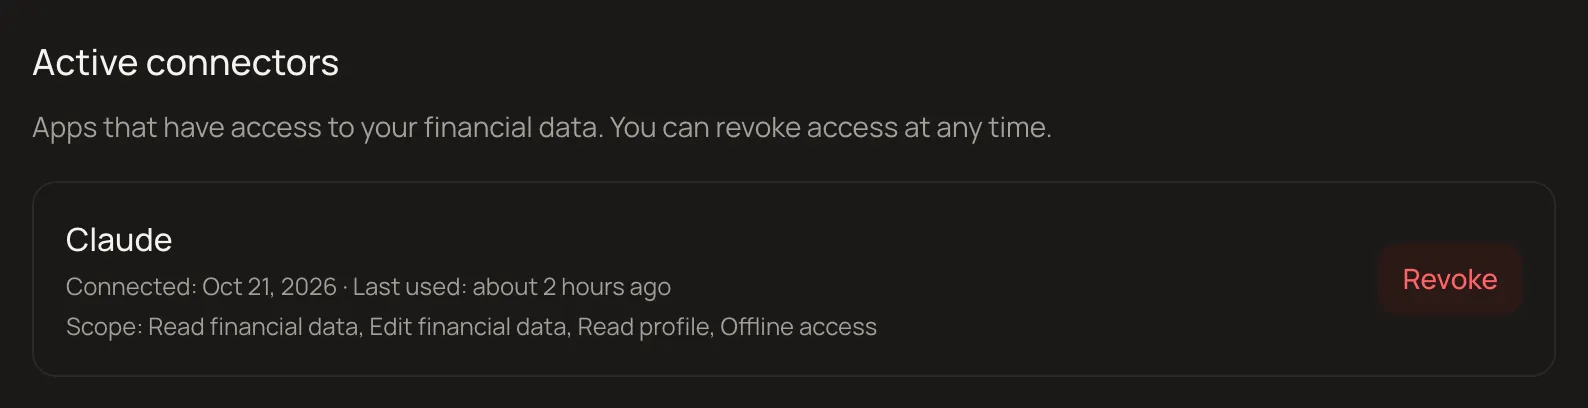 Active connectors
Apps that have access to your financial data. You can revoke access at any time.
Claude
Connected: Oct 21, 2026 · Last used: about 2 hours ago
Scope: Read financial data, Edit financial data, Read profile, Offline access
Revoke